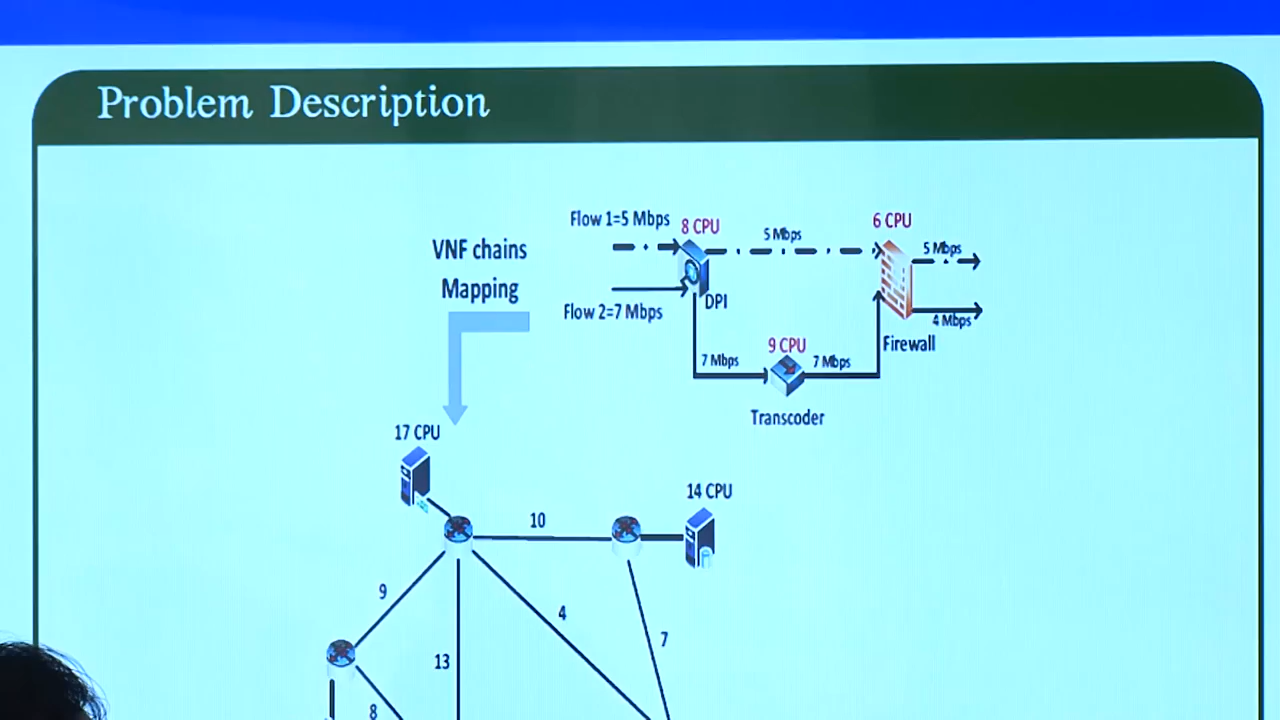 Problem Description
Flow 1=5 Mbps
8 CPU
5 Mbps
6 CPU
5 Mbps
VNF chains
Mapping
DPI
Flow 2=7 Mbps
4 Mbps
Firewall
7 Mbps
9 CPU
7 Mbps
Transcoder
17 CPU
14 CPU
10
9
4
13
7
8